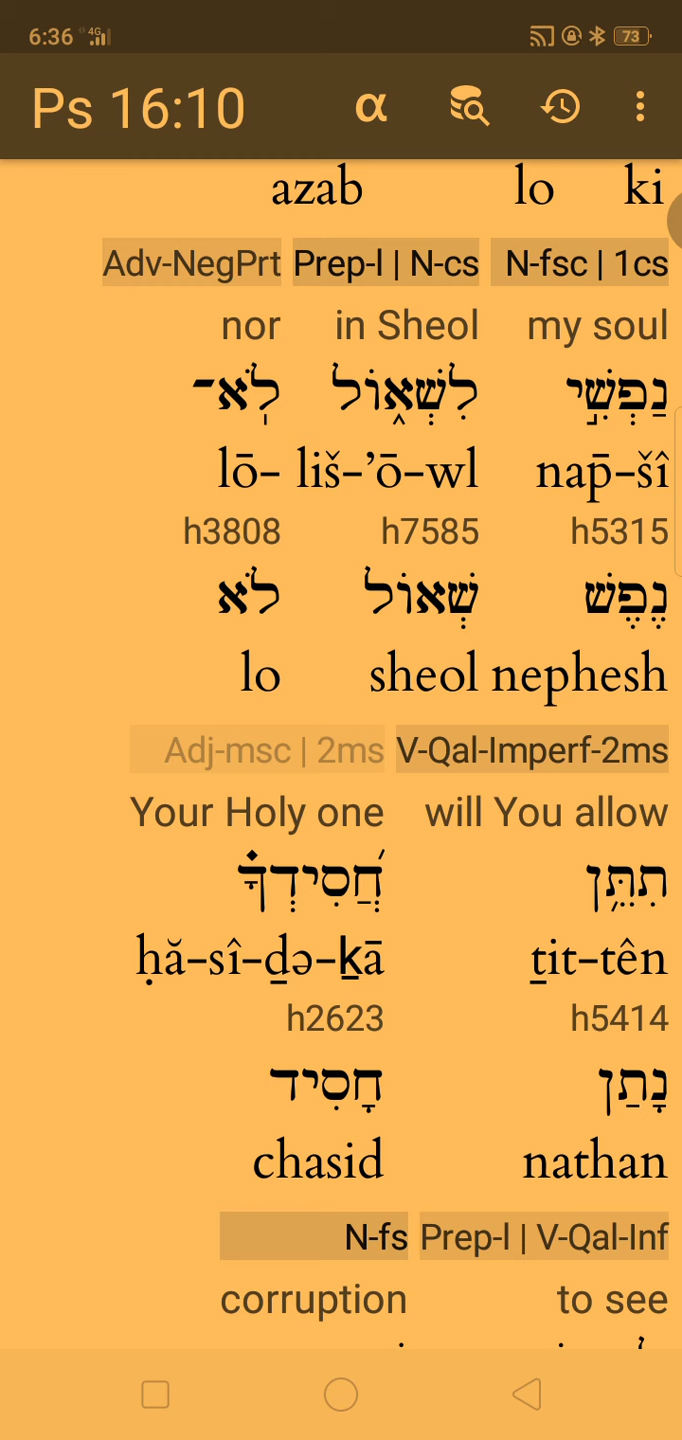 6:36 4G 73
Ps 16:10 α
ki lo azab
N-fsc | 1cs Prep-l | N-cs Adv-NegPrt
my soul in Sheol nor
נַפְשִׁ֣י לִשְׁא֑וֹל לֹֽא־
nap̄-šî liš-’ō-wl lō-
h5315 h7585 h3808
נֶפֶשׁ שְׁאוֹל לֹא
nephesh sheol lo
V-Qal-Imperf-2ms Adj-msc | 2ms
will You allow Your Holy one
תִתֵּ֥ן חֲ֝סִידְךָ֗
ṯit-tên ḥă-sî-ḏə-ḵā
h5414 h2623
נָתַן חָסִיד
nathan chasid
Prep-l | V-Qal-Inf N-fs
to see corruption